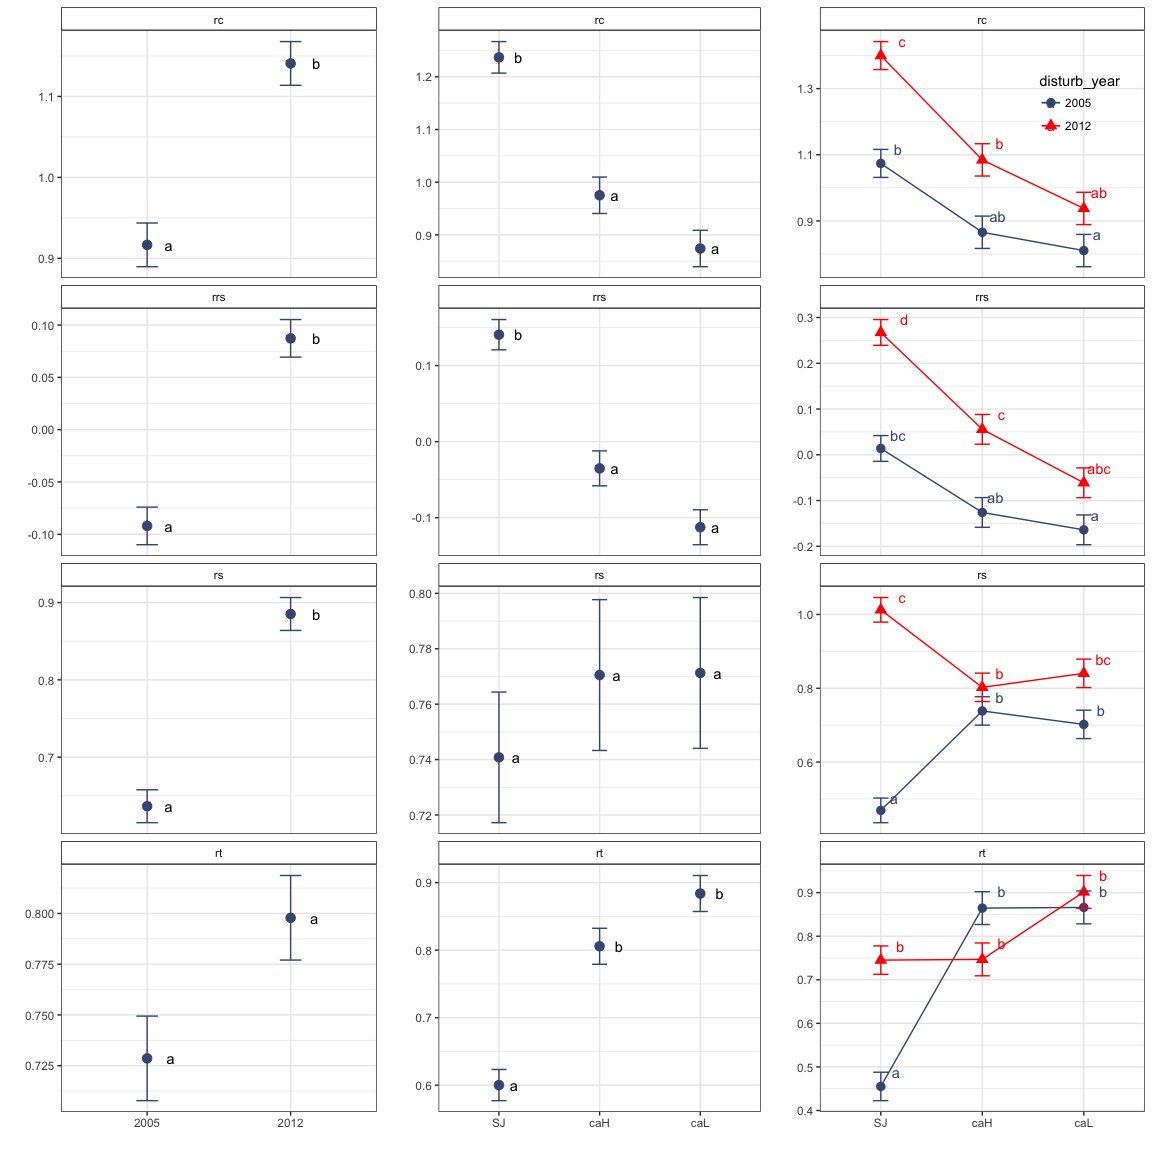 rc
1.1
1.0
0.9
b
a
rc
1.2
1.1
1.0
0.9
b
a
a
rc
1.3
1.1
0.9
c
b
b
ab
ab
a
disturb_year
2005
2012
rrs
0.10
0.05
0.00
-0.05
-0.10
b
a
rrs
0.1
0.0
-0.1
b
a
a
rrs
0.3
0.2
0.1
0.0
-0.1
-0.2
d
c
bc
abc
ab
a
rs
0.9
0.8
0.7
b
a
rs
0.80
0.78
0.76
0.74
0.72
a
a
a
rs
1.0
0.8
0.6
c
b
bc
b
b
a
rt
0.800
0.775
0.750
0.725
a
a
2005 2012
rt
0.9
0.8
0.7
0.6
b
b
a
SJ caH caL
rt
0.9
0.8
0.7
0.6
0.5
0.4
b
b
b
b
b
a
SJ caH caL